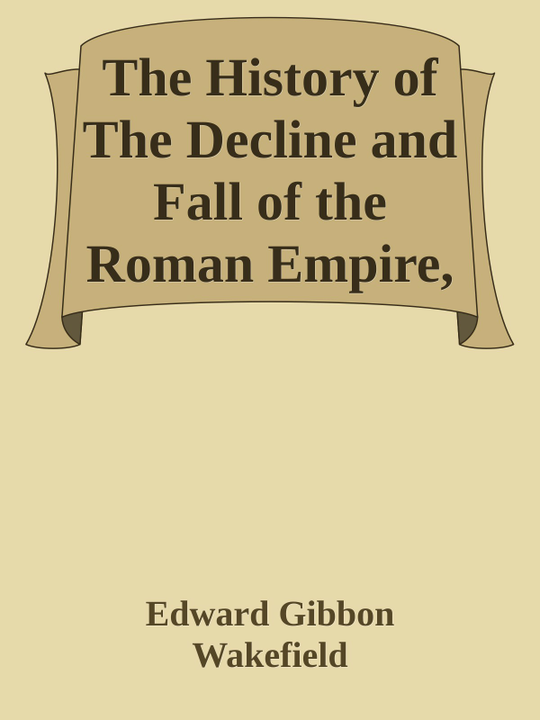 The History of
The Decline and
Fall of the
Roman Empire,
Edward Gibbon
Wakefield